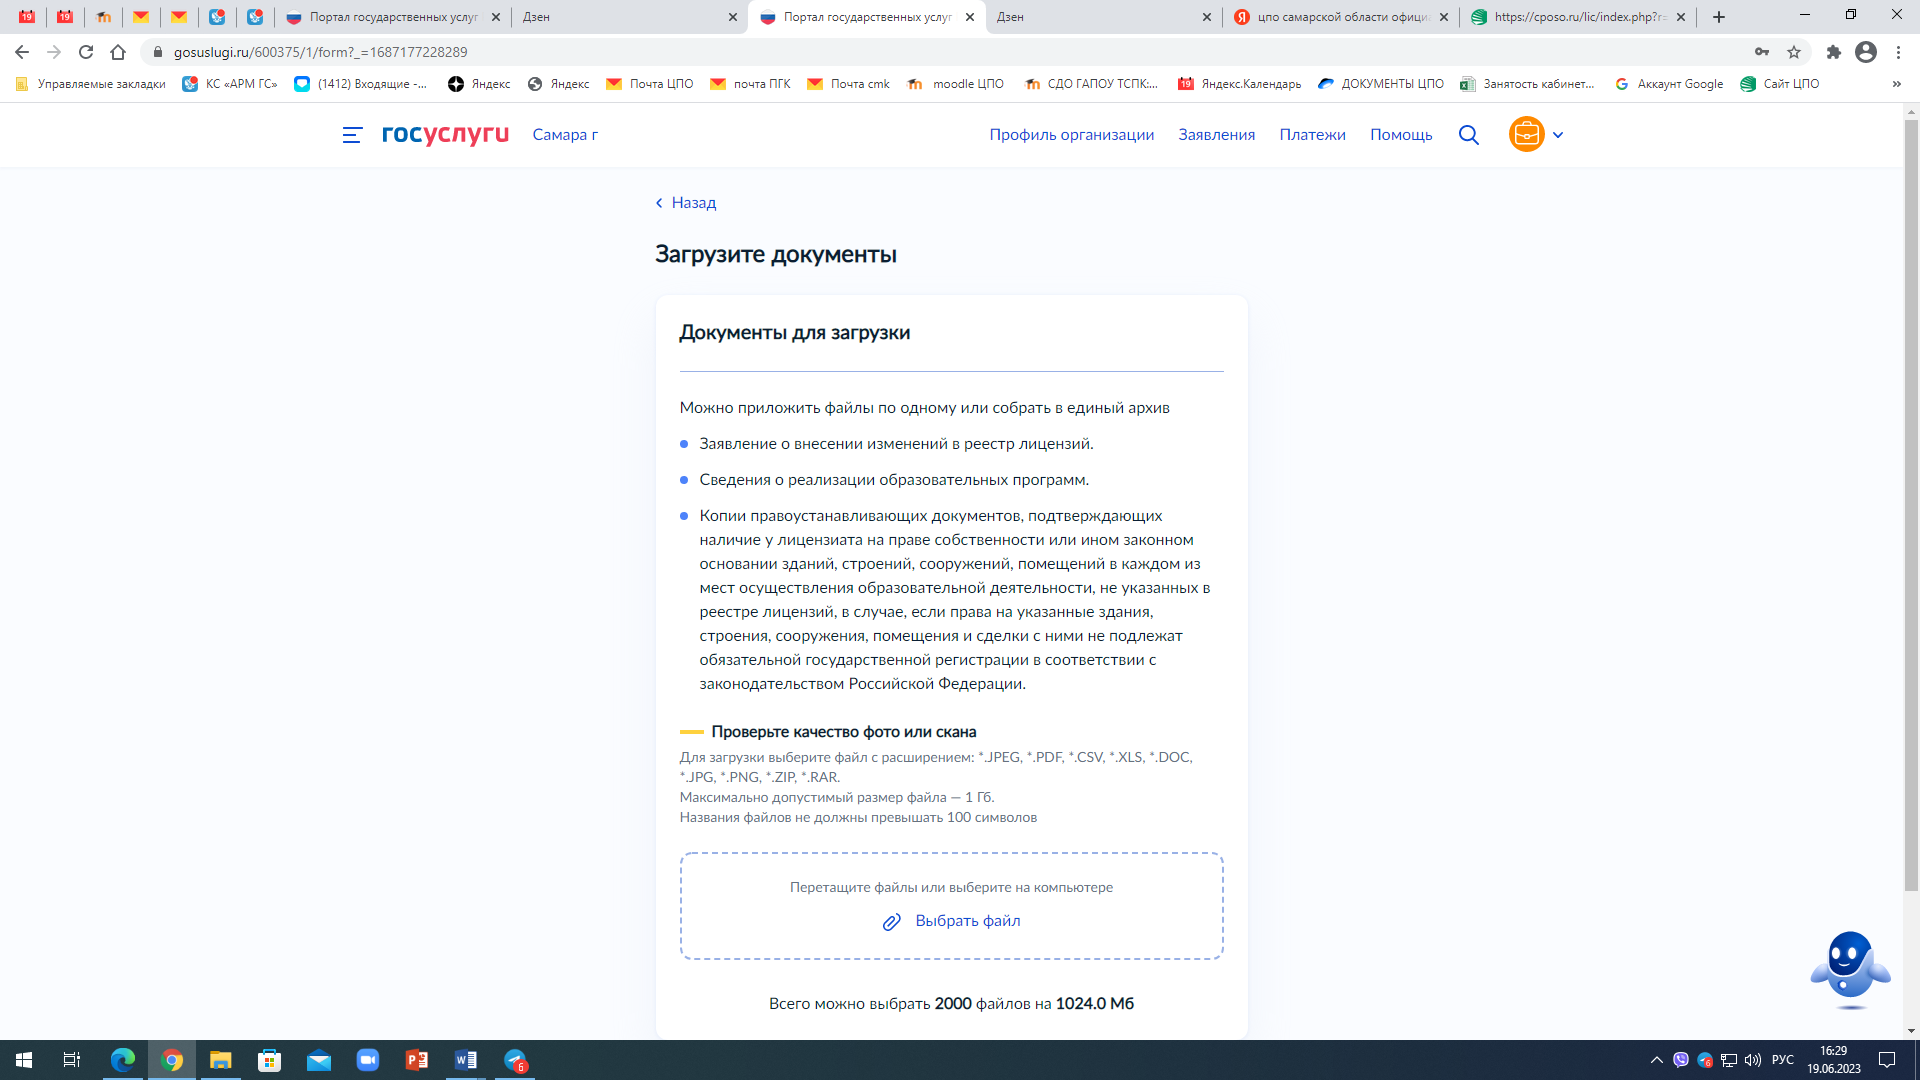 Портал государственных услуг
Дзен
Портал государственных услуг
Дзен
цпо самарской области офици
https://cposo.ru/lic/index.php?r=
gosuslugi.ru/600375/1/form?_=1687177228289
Управляемые закладки
КС «АРМ ГС»
(1412) Входящие -...
Яндекс
Яндекс
Почта ЦПО
почта ПГК
Почта cmk
moodle ЦПО
СДО ГАПОУ ТСПК:...
Яндекс.Календарь
ДОКУМЕНТЫ ЦПО
Занятость кабинет...
Аккаунт Google
Сайт ЦПО
»
госуслуги
Самара г
Профиль организации
Заявления
Платежи
Помощь
Назад
Загрузите документы
Документы для загрузки
Можно приложить файлы по одному или собрать в единый архив
Заявление о внесении изменений в реестр лицензий.
Сведения о реализации образовательных программ.
Копии правоустанавливающих документов, подтверждающих
наличие у лицензиата на праве собственности или ином законном
основании зданий, строений, сооружений, помещений в каждом из
мест осуществления образовательной деятельности, не указанных в
реестре лицензий, в случае, если права на указанные здания,
строения, сооружения, помещения и сделки с ними не подлежат
обязательной государственной регистрации в соответствии с
законодательством Российской Федерации.
Проверьте качество фото или скана
Для загрузки выберите файл с расширением: *.JPEG, *.PDF, *.CSV, *.XLS, *.DOC,
*.JPG, *.PNG, *.ZIP, *.RAR.
Максимально допустимый размер файла — 1 Гб.
Названия файлов не должны превышать 100 символов
Перетащите файлы или выберите на компьютере
Выбрать файл
Всего можно выбрать 2000 файлов на 1024.0 Мб
РУС
16:29
19.06.2023